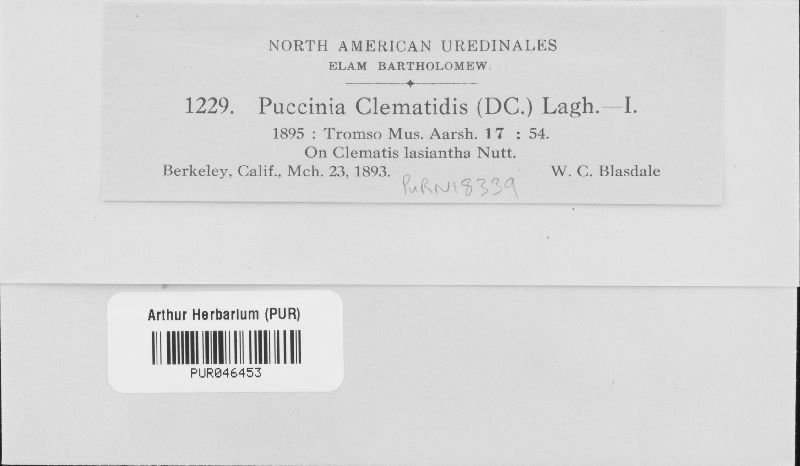 NORTH AMERICAN UREDINALES
ELAM BARTHOLOMEW.
1229. Puccinia Clematidis (DC.) Lagh.—I.
1895 : Tromso Mus. Aarsh. 17 : 54.
On Clematis lasiantha Nutt.
Berkeley, Calif., Mch. 23, 1893. W. C. Blasdale
PURN18339
Arthur Herbarium (PUR)
PUR046453